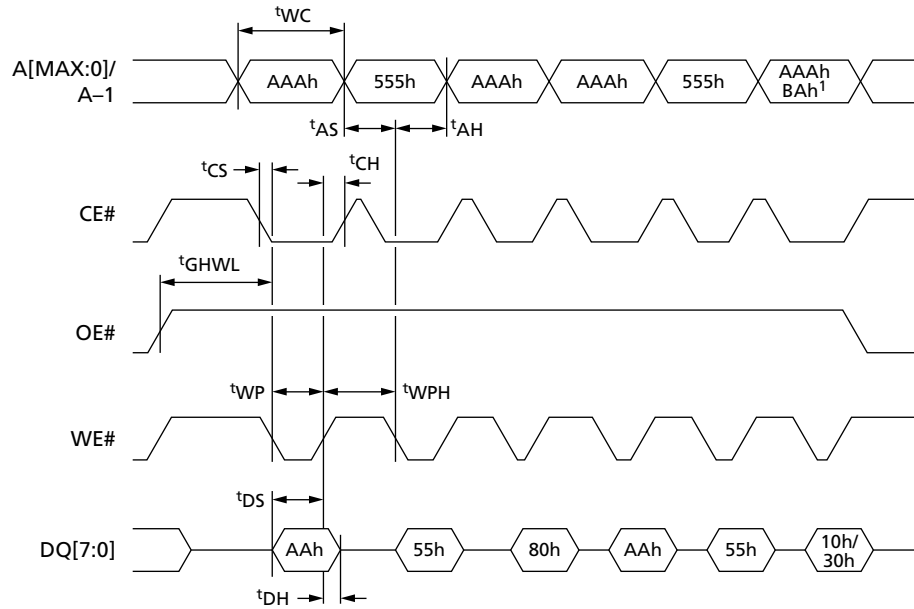 tWC
A[MAX:0]/
A–1
AAAh 555h AAAh AAAh 555h AAAh
BAh1
tAS tAH
tCS tCH
CE#
tGHWL
OE#
tWP tWPH
WE#
tDS
DQ[7:0] AAh 55h 80h AAh 55h 10h/
30h
tDH